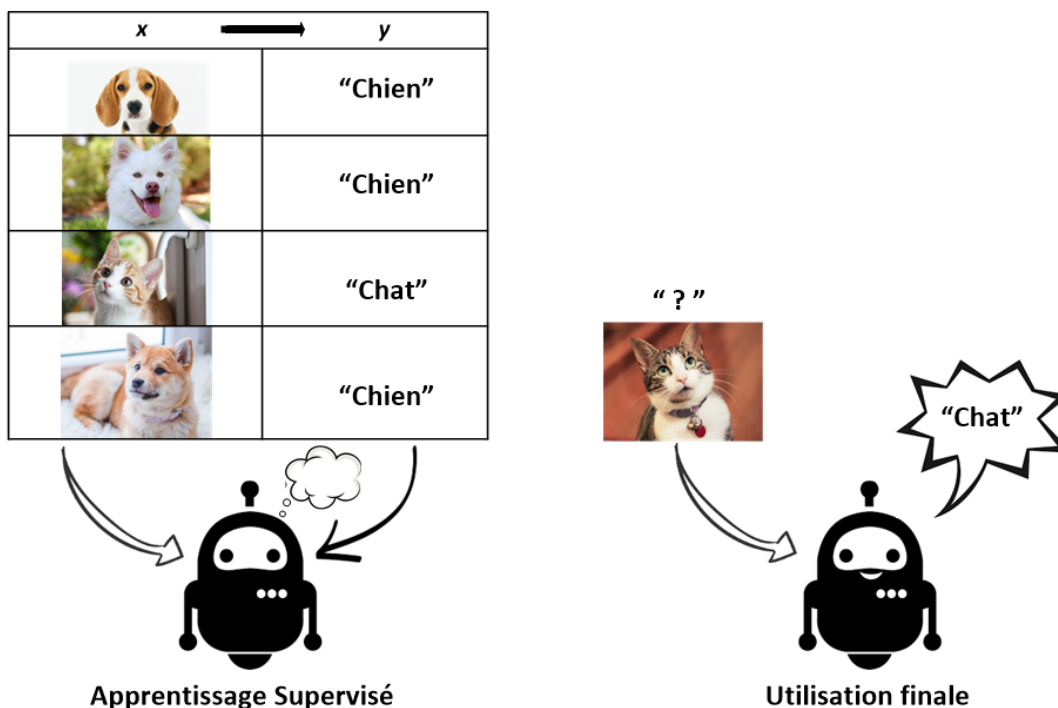 x y
“Chien”
“Chien”
“Chat”
“Chien”
“ ? ”
“Chat”
Apprentissage Supervisé
Utilisation finale